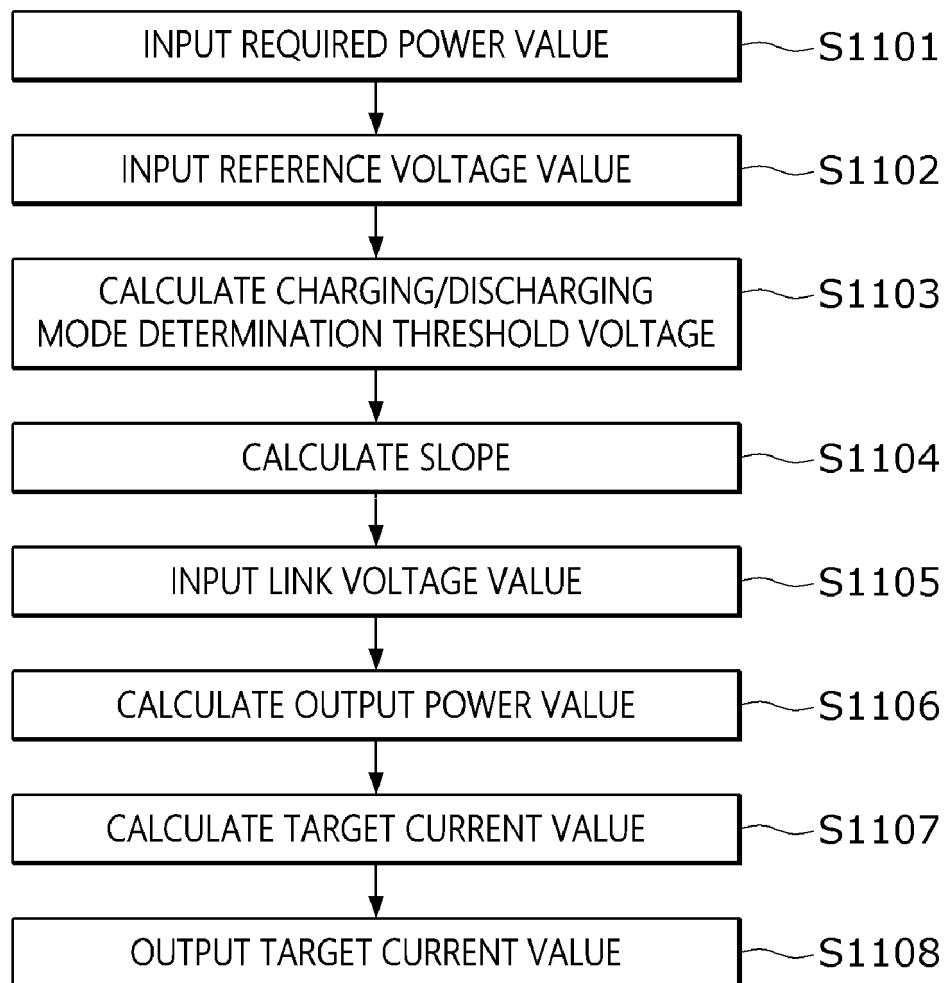 INPUT REQUIRED POWER VALUE S1101
INPUT REFERENCE VOLTAGE VALUE S1102
CALCULATE CHARGING/DISCHARGING
MODE DETERMINATION THRESHOLD VOLTAGE S1103
CALCULATE SLOPE S1104
INPUT LINK VOLTAGE VALUE S1105
CALCULATE OUTPUT POWER VALUE S1106
CALCULATE TARGET CURRENT VALUE S1107
OUTPUT TARGET CURRENT VALUE S1108